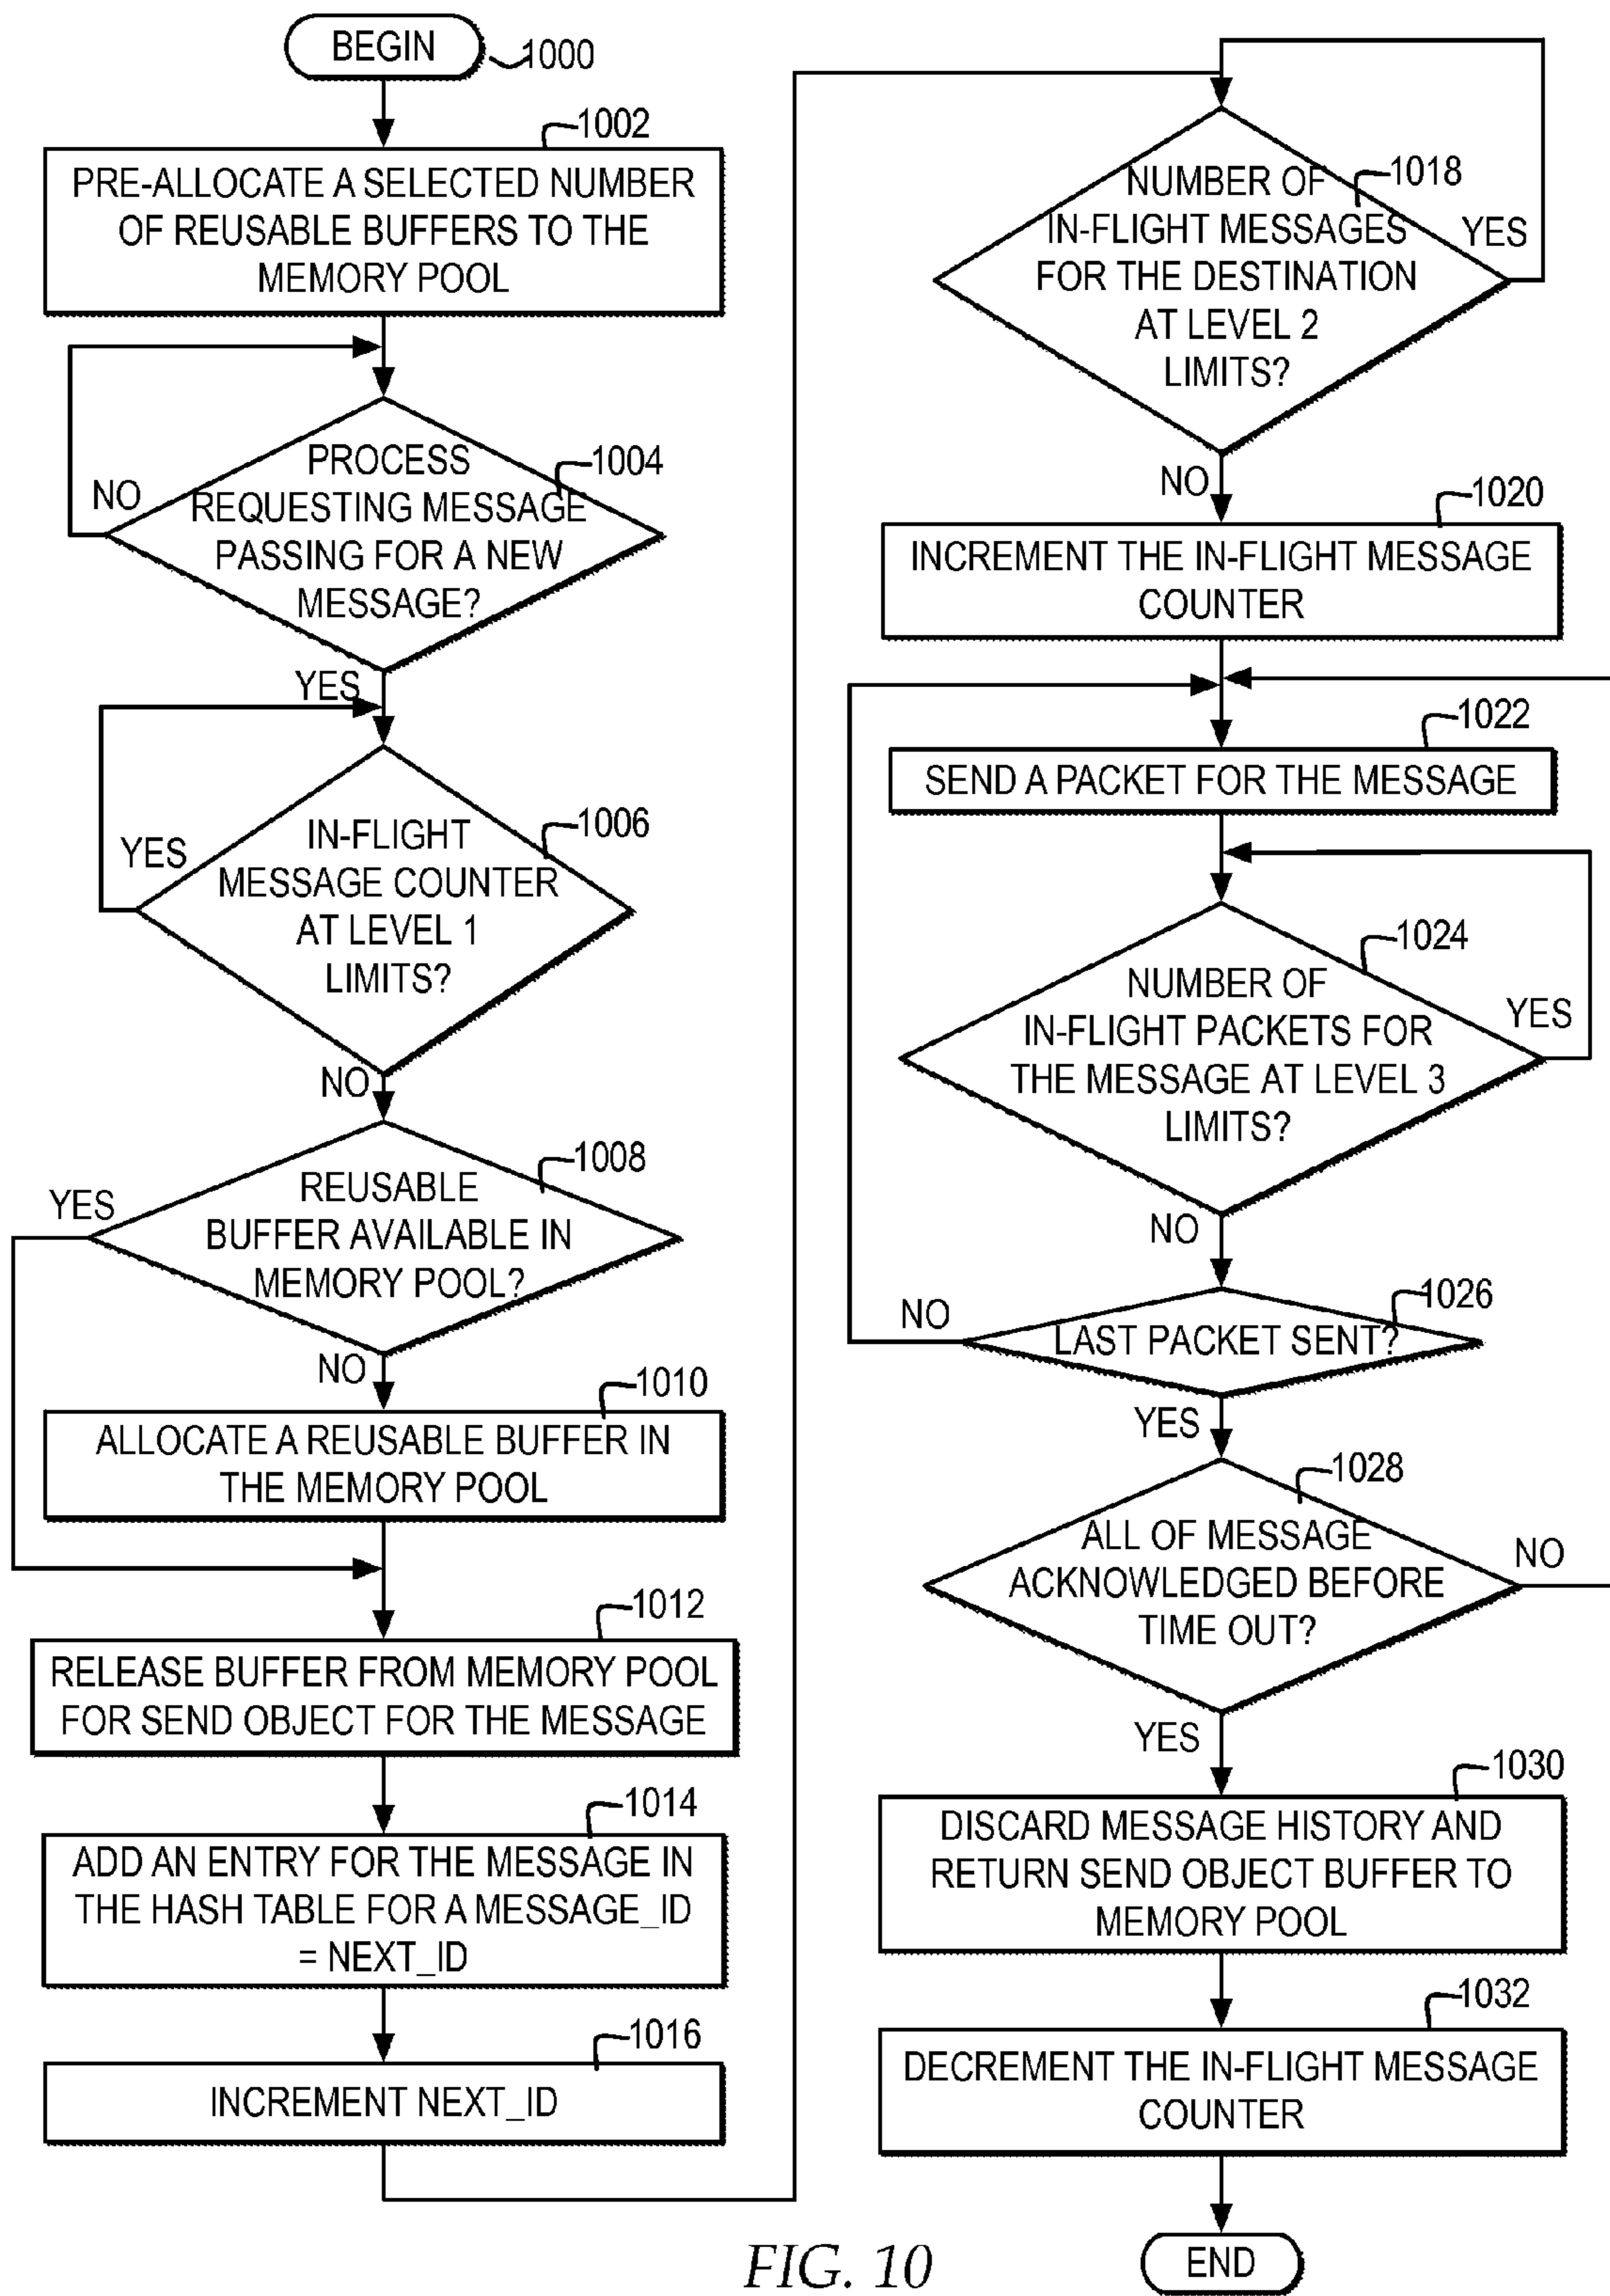 BEGIN
1000
1002
PRE-ALLOCATE A SELECTED NUMBER
OF REUSABLE BUFFERS TO THE
MEMORY POOL
PROCESS
1004
NO
REQUESTING MESSAGE
PASSING FOR A NEW
MESSAGE?
YES
IN-FLIGHT
1006
YES
MESSAGE COUNTER
AT LEVEL 1
LIMITS?
NO
1008
REUSABLE
YES
BUFFER AVAILABLE IN
MEMORY POOL?
NO
1010
ALLOCATE A REUSABLE BUFFER IN
THE MEMORY POOL
1012
RELEASE BUFFER FROM MEMORY POOL
FOR SEND OBJECT FOR THE MESSAGE
1014
ADD AN ENTRY FOR THE MESSAGE IN
THE HASH TABLE FOR A MESSAGE_ID
= NEXT_ID
1016
INCREMENT NEXT_ID
NUMBER OF
1018
IN-FLIGHT MESSAGES
YES
FOR THE DESTINATION
AT LEVEL 2
LIMITS?
NO
1020
INCREMENT THE IN-FLIGHT MESSAGE
COUNTER
1022
SEND A PACKET FOR THE MESSAGE
1024
NUMBER OF
YES
IN-FLIGHT PACKETS FOR
THE MESSAGE AT LEVEL 3
LIMITS?
NO
1026
NO
LAST PACKET SENT?
YES
1028
ALL OF MESSAGE
NO
ACKNOWLEDGED BEFORE
TIME OUT?
YES
1030
DISCARD MESSAGE HISTORY AND
RETURN SEND OBJECT BUFFER TO
MEMORY POOL
1032
DECREMENT THE IN-FLIGHT MESSAGE
COUNTER
END
FIG. 10